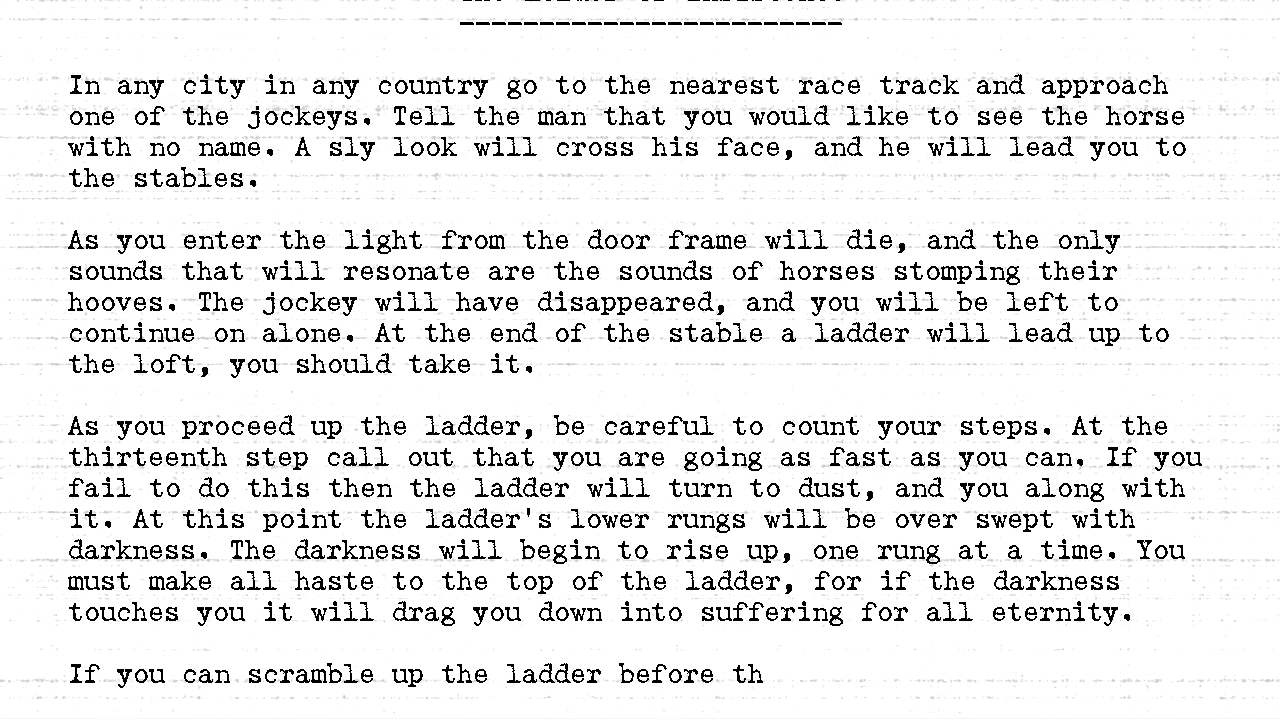 ------------------------
In any city in any country go to the nearest race track and approach
one of the jockeys. Tell the man that you would like to see the horse
with no name. A sly look will cross his face, and he will lead you to
the stables.
As you enter the light from the door frame will die, and the only
sounds that will resonate are the sounds of horses stomping their
hooves. The jockey will have disappeared, and you will be left to
continue on alone. At the end of the stable a ladder will lead up to
the loft, you should take it.
As you proceed up the ladder, be careful to count your steps. At the
thirteenth step call out that you are going as fast as you can. If you
fail to do this then the ladder will turn to dust, and you along with
it. At this point the ladder's lower rungs will be over swept with
darkness. The darkness will begin to rise up, one rung at a time. You
must make all haste to the top of the ladder, for if the darkness
touches you it will drag you down into suffering for all eternity.
If you can scramble up the ladder before th